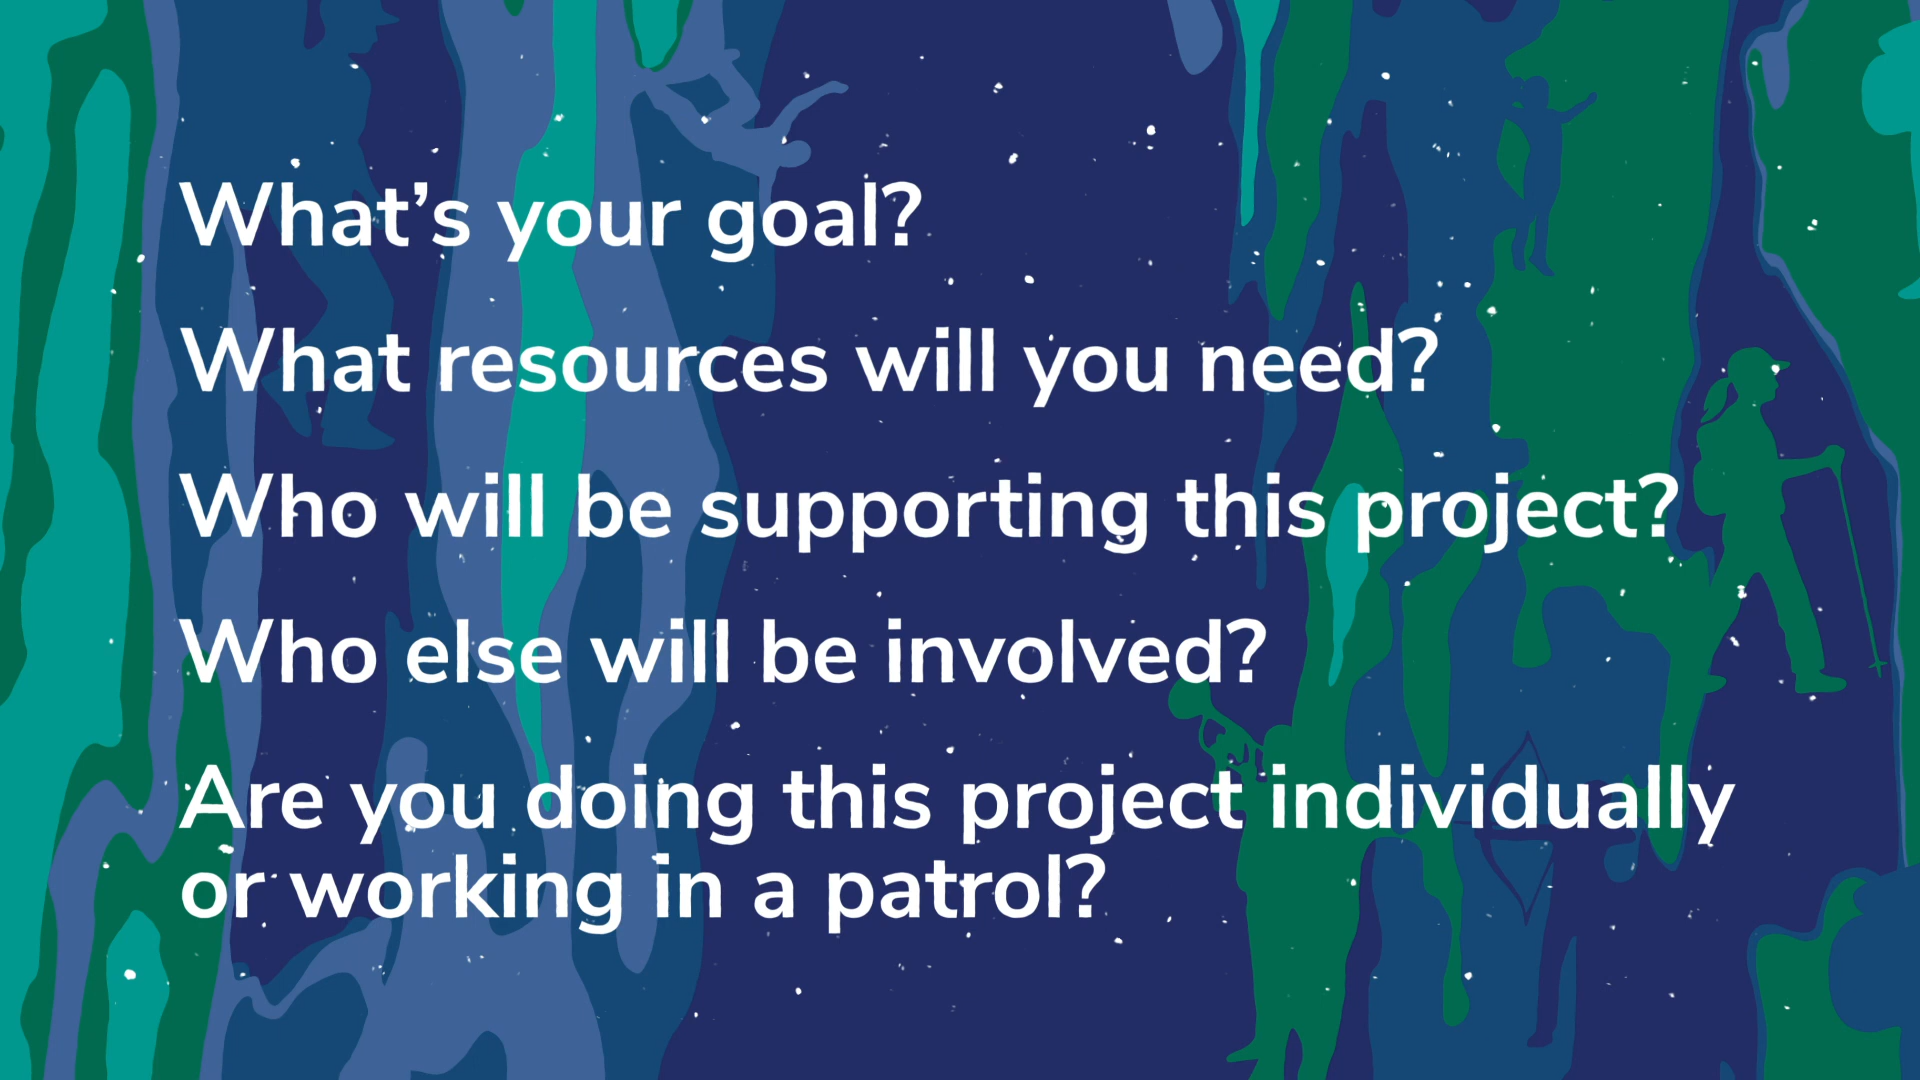 What’s your goal?
What resources will you need?
Who will be supporting this project?
Who else will be involved?
Are you doing this project individually
or working in a patrol?